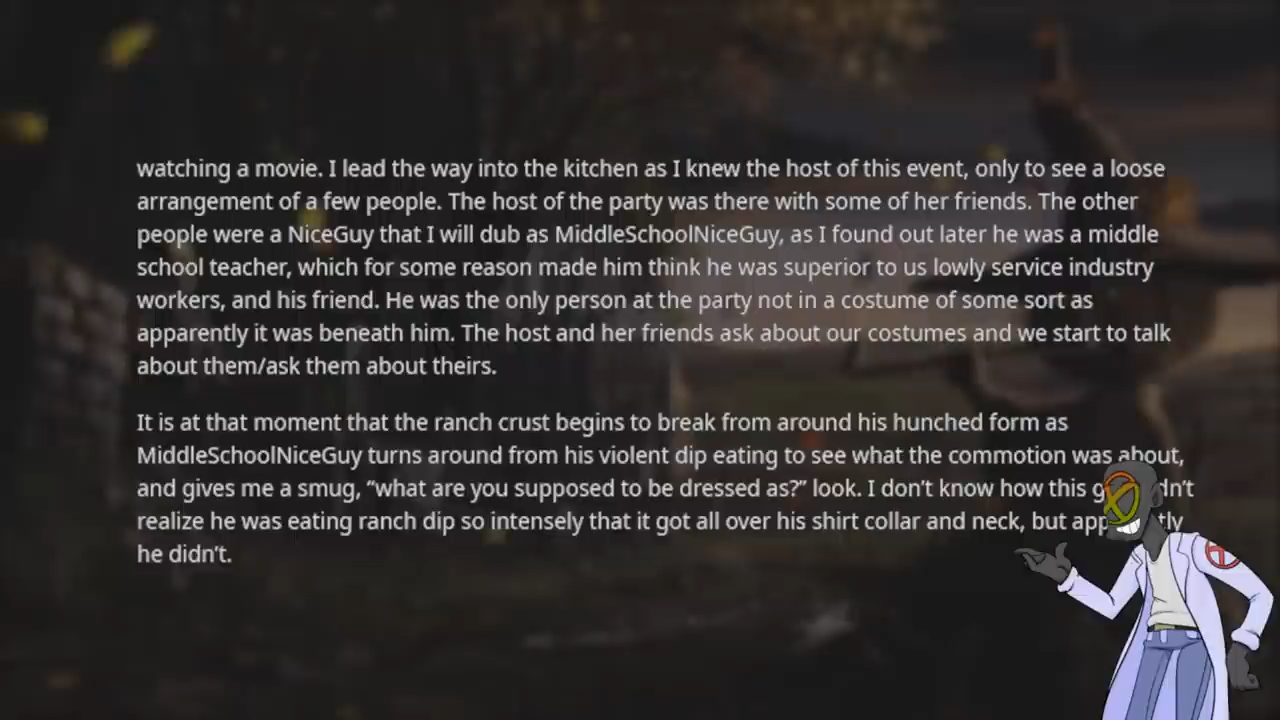 watching a movie. I lead the way into the kitchen as I knew the host of this event, only to see a loose
arrangement of a few people. The host of the party was there with some of her friends. The other
people were a NiceGuy that I will dub as MiddleSchoolNiceGuy, as I found out later he was a middle
school teacher, which for some reason made him think he was superior to us lowly service industry
workers, and his friend. He was the only person at the party not in a costume of some sort as
apparently it was beneath him. The host and her friends ask about our costumes and we start to talk
about them/ask them about theirs.
It is at that moment that the ranch crust begins to break from around his hunched form as
MiddleSchoolNiceGuy turns around from his violent dip eating to see what the commotion was about,
and gives me a smug, “what are you supposed to be dressed as?” look. I don’t know how this
realize he was eating ranch dip so intensely that it got all over his shirt collar and neck, but
he didn’t.